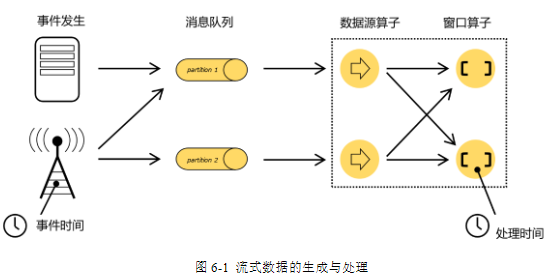 事件发生
消息队列
数据源算子
窗口算子
partition 1
partition 2
事件时间
处理时间
图 6-1 流式数据的生成与处理